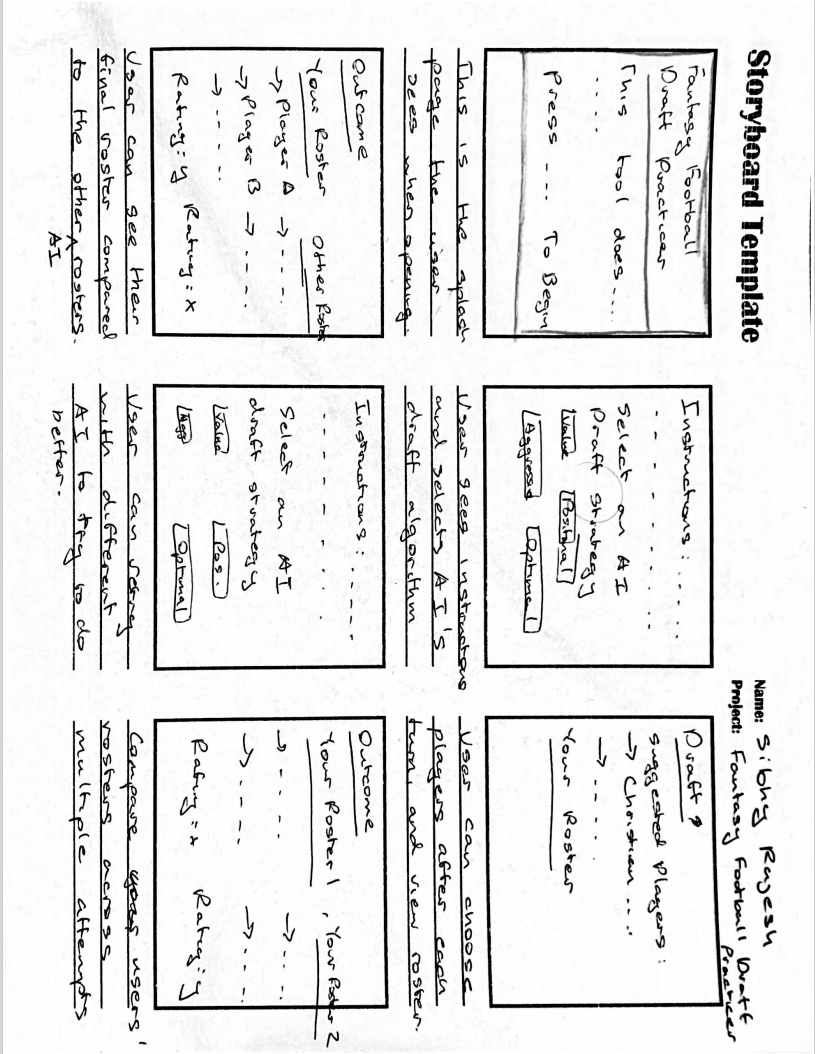 Storyboard Template
Name: Sibhy Rajesh
Project: Fantasy Football Draft
Practicer
Fantasy Football
Draft Practicer
This tool does....
....
Press ... To Begin
This is the splash
page the user
sees when opening.
Instructions: ....
.......
Select an AI
Draft Strategy
Value Positional
Aggressive Optimal
User sees instructions
and selects AI's
draft algorithm
Draft
Suggested Players:
→ Christian....
→ ....
Your Roster
User can choose
players after each
turn and view roster.
Outcome
Your Roster Other Roster
→ Player A → ....
→ Player B → ....
→ ....
Rating: y Rating: x
User can see their
final roster compared
to the other AI rosters.
Instructions: .....
.......
Select an AI
draft strategy
Value Pos.
Agg Optimal
User can retry
with different
AI to try to do
better.
Outcome
Your Roster 1, Your Roster 2
→ .... → ....
→ .... → ....
Rating: x Rating: y
Compare users'
rosters across
multiple attempts